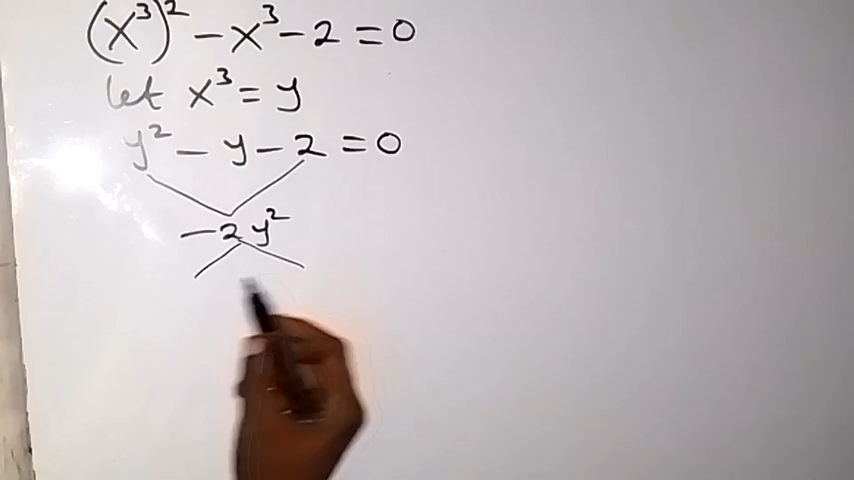 (x³)² - x³ - 2 = 0
let x³ = y
y² - y - 2 = 0
-2y²